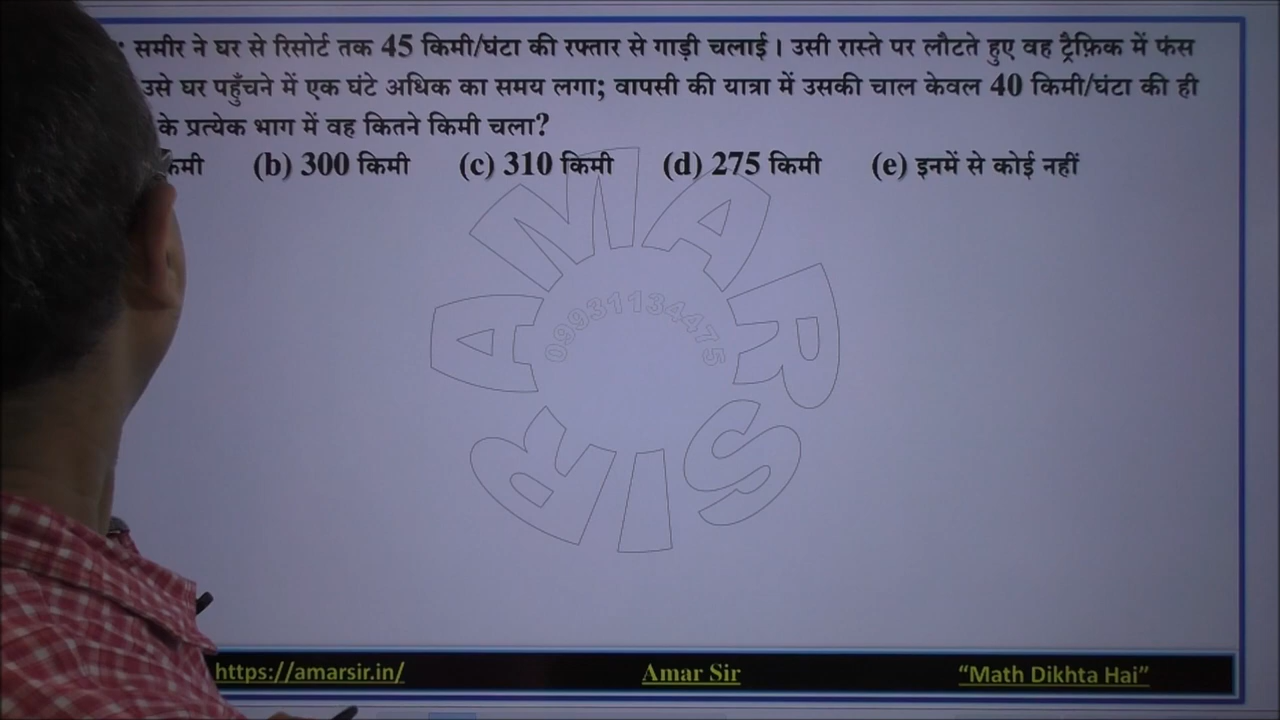 : समीर ने घर से रिसोर्ट तक 45 किमी/घंटा की रफ्तार से गाड़ी चलाई। उसी रास्ते पर लौटते हुए वह ट्रैफ़िक में फंस
उसे घर पहुँचने में एक घंटे अधिक का समय लगा; वापसी की यात्रा में उसकी चाल केवल 40 किमी/घंटा की ही
के प्रत्येक भाग में वह कितने किमी चला?
किमी (b) 300 किमी (c) 310 किमी (d) 275 किमी (e) इनमें से कोई नहीं
AMAR SIR
09931134475
https://amarsir.in/ Amar Sir “Math Dikhta Hai”